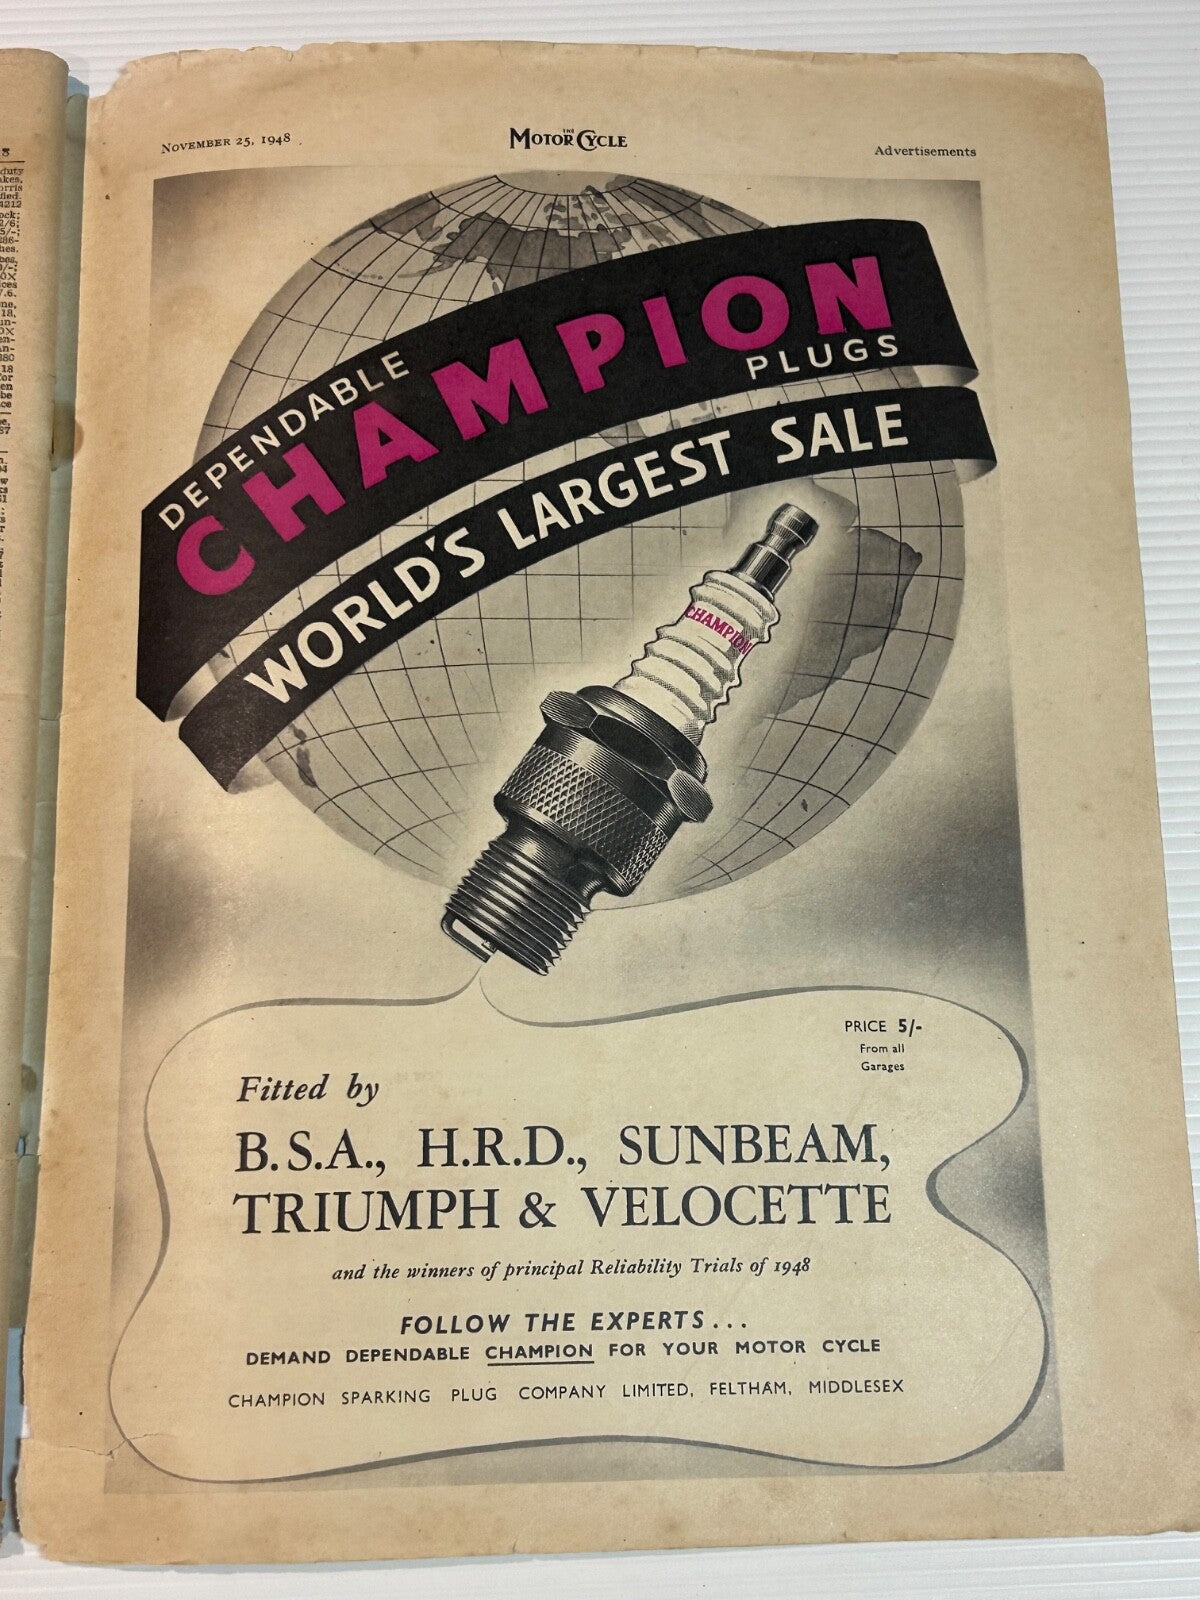 NOVEMBER 25, 1948
THE MOTOR CYCLE
Advertisements
DEPENDABLE
CHAMPION
PLUGS
WORLD'S LARGEST SALE
CHAMPION
PRICE 5/-
From all
Garages
Fitted by
B.S.A., H.R.D., SUNBEAM,
TRIUMPH & VELOCETTE
and the winners of principal Reliability Trials of 1948
FOLLOW THE EXPERTS...
DEMAND DEPENDABLE CHAMPION FOR YOUR MOTOR CYCLE
CHAMPION SPARKING PLUG COMPANY LIMITED, FELTHAM, MIDDLESEX